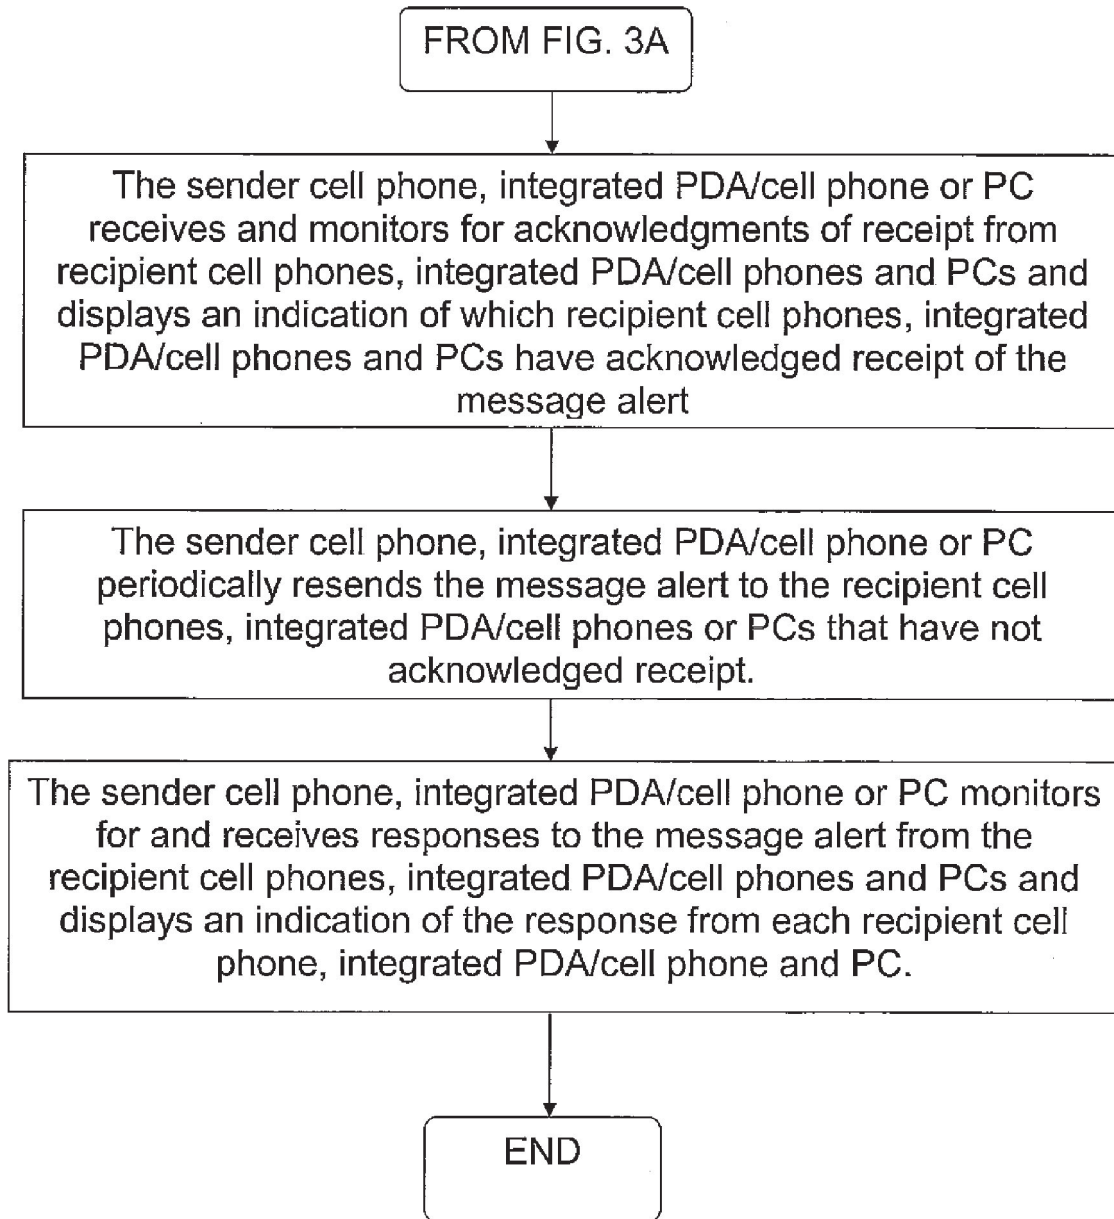 FROM FIG. 3A
The sender cell phone, integrated PDA/cell phone or PC
receives and monitors for acknowledgments of receipt from
recipient cell phones, integrated PDA/cell phones and PCs and
displays an indication of which recipient cell phones, integrated
PDA/cell phones and PCs have acknowledged receipt of the
message alert
The sender cell phone, integrated PDA/cell phone or PC
periodically resends the message alert to the recipient cell
phones, integrated PDA/cell phones or PCs that have not
acknowledged receipt.
The sender cell phone, integrated PDA/cell phone or PC monitors
for and receives responses to the message alert from the
recipient cell phones, integrated PDA/cell phones and PCs and
displays an indication of the response from each recipient cell
phone, integrated PDA/cell phone and PC.
END